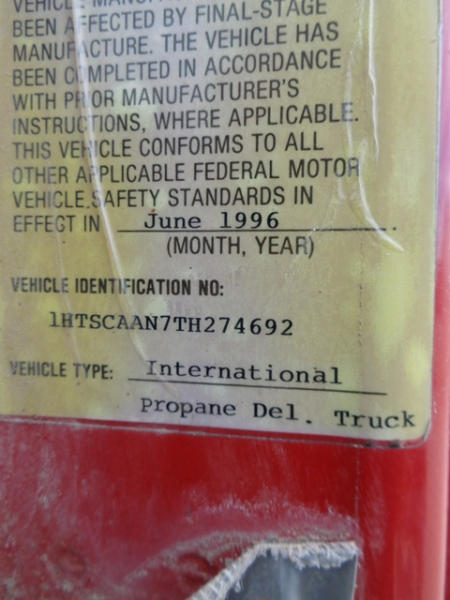 VEHICLE
BEEN AFFECTED BY FINAL-STAGE
MANUFACTURE. THE VEHICLE HAS
BEEN COMPLETED IN ACCORDANCE
WITH PRIOR MANUFACTURER'S
INSTRUCTIONS, WHERE APPLICABLE.
THIS VEHICLE CONFORMS TO ALL
OTHER APPLICABLE FEDERAL MOTOR
VEHICLE SAFETY STANDARDS IN
EFFECT IN June 1996.
(MONTH, YEAR)
VEHICLE IDENTIFICATION NO:
1HTSCAAN7TH274692
VEHICLE TYPE: International
Propane Del. Truck